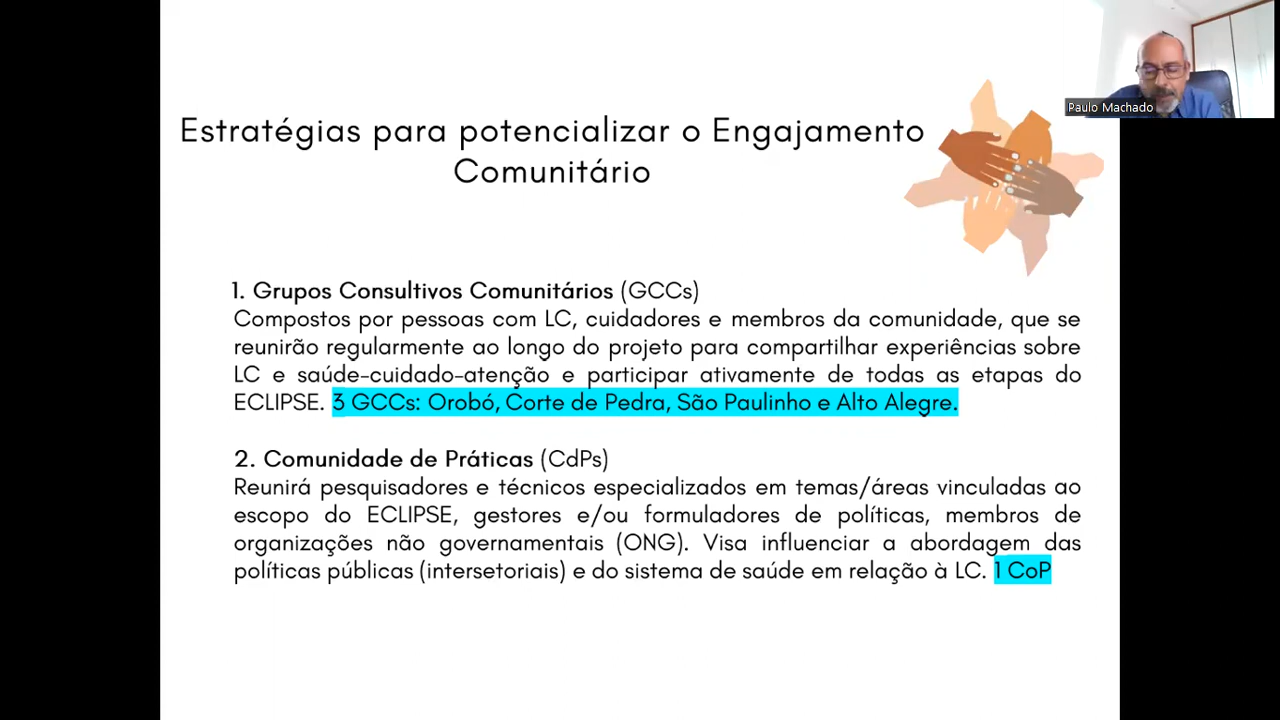 Paulo Machado
Estratégias para potencializar o Engajamento
Comunitário
1. Grupos Consultivos Comunitários (GCCs)
Compostos por pessoas com LC, cuidadores e membros da comunidade, que se
reunirão regularmente ao longo do projeto para compartilhar experiências sobre
LC e saúde-cuidado-atenção e participar ativamente de todas as etapas do
ECLIPSE. 3 GCCs: Orobó, Corte de Pedra, São Paulinho e Alto Alegre.
2. Comunidade de Práticas (CdPs)
Reunirá pesquisadores e técnicos especializados em temas/áreas vinculadas ao
escopo do ECLIPSE, gestores e/ou formuladores de políticas, membros de
organizações não governamentais (ONG). Visa influenciar a abordagem das
políticas públicas (intersetoriais) e do sistema de saúde em relação à LC. 1 CoP